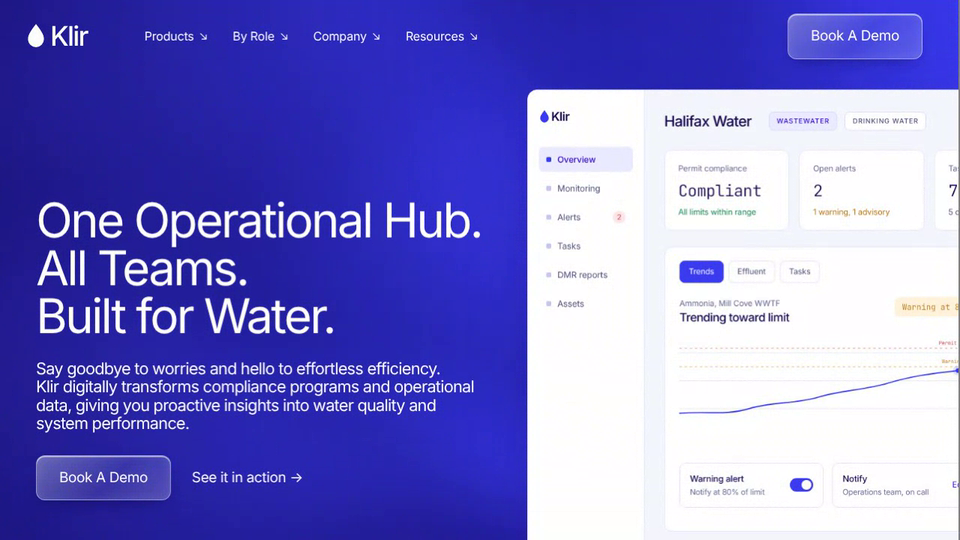 Klir
Products
By Role
Company
Resources
Book A Demo
One Operational Hub.
All Teams.
Built for Water.
Say goodbye to worries and hello to effortless efficiency.
Klir digitally transforms compliance programs and operational
data, giving you proactive insights into water quality and
system performance.
Book A Demo
See it in action →
Klir
Overview
Monitoring
Alerts 2
Tasks
DMR reports
Assets
Halifax Water
WASTEWATER
DRINKING WATER
Permit compliance
Compliant
All limits within range
Open alerts
2
1 warning, 1 advisory
7
Trends
Effluent
Tasks
Ammonia, Mill Cove WWTF
Trending toward limit
Warning at
Permit
Warning alert
Notify at 80% of limit
Notify
Operations team, on call